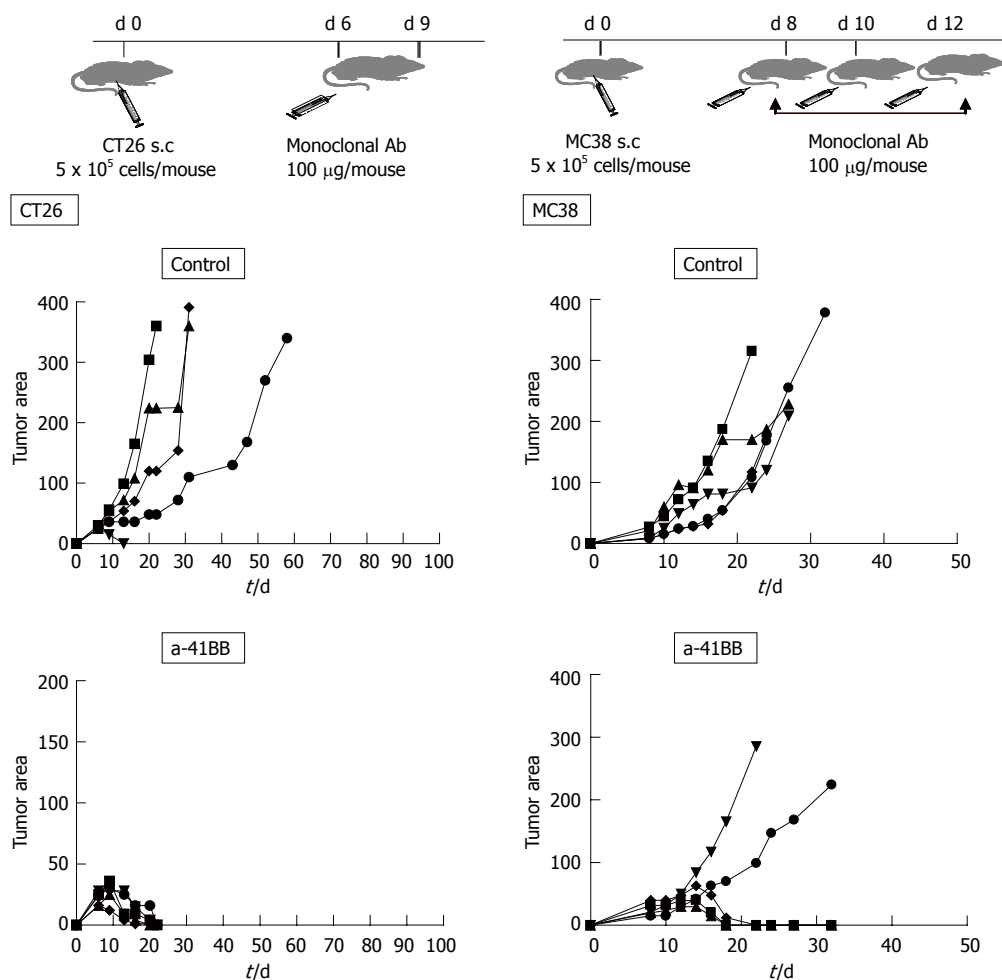 d 0 d 6 d 9
CT26 s.c
5 x 10⁵ cells/mouse
Monoclonal Ab
100 μg/mouse
d 0 d 8 d 10 d 12
MC38 s.c
5 x 10⁵ cells/mouse
Monoclonal Ab
100 μg/mouse
CT26
Control
Tumor area
400
300
200
100
0
0 10 20 30 40 50 60 70 80 90 100
t/d
MC38
Control
Tumor area
400
300
200
100
0
0 10 20 30 40 50
t/d
a-41BB
Tumor area
200
150
100
50
0
0 10 20 30 40 50 60 70 80 90 100
t/d
a-41BB
Tumor area
400
300
200
100
0
0 10 20 30 40 50
t/d